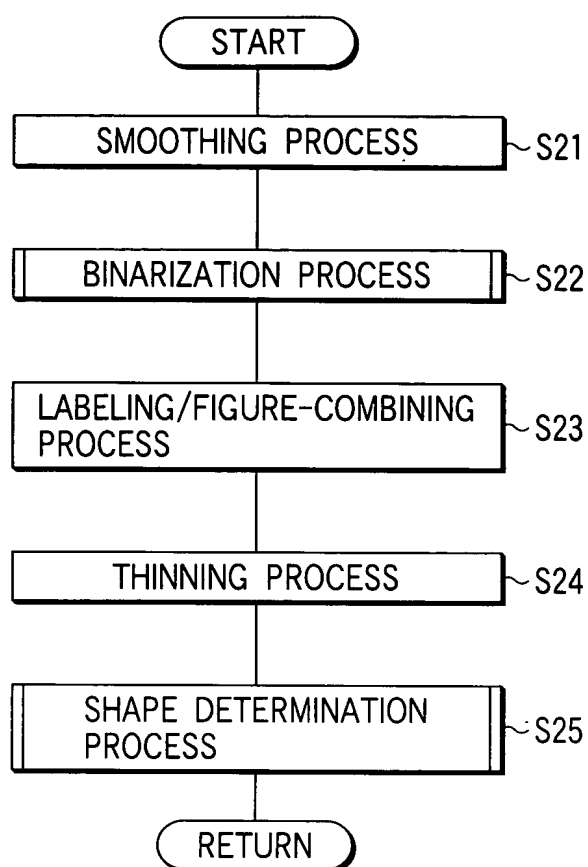 START
SMOOTHING PROCESS
S21
BINARIZATION PROCESS
S22
LABELING/FIGURE-COMBINING
PROCESS
S23
THINNING PROCESS
S24
SHAPE DETERMINATION
PROCESS
S25
RETURN